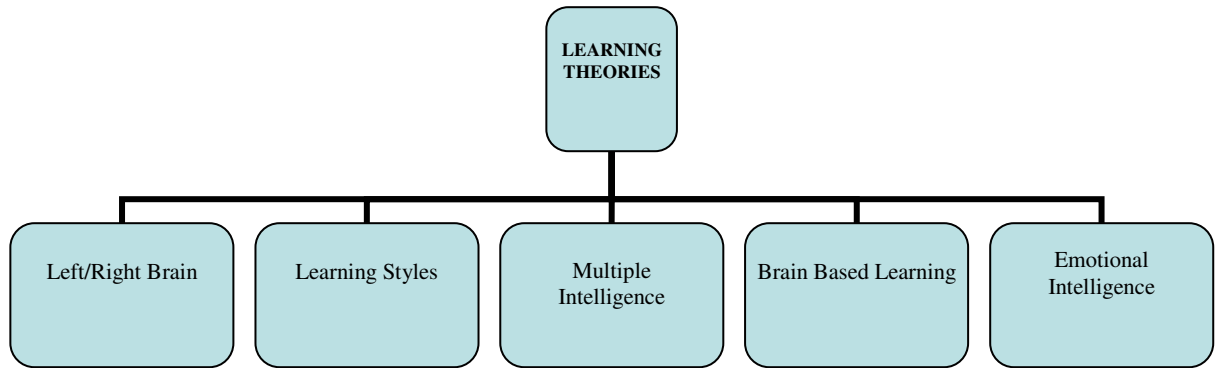 LEARNING
THEORIES
Left/Right Brain
Learning Styles
Multiple
Intelligence
Brain Based Learning
Emotional
Intelligence